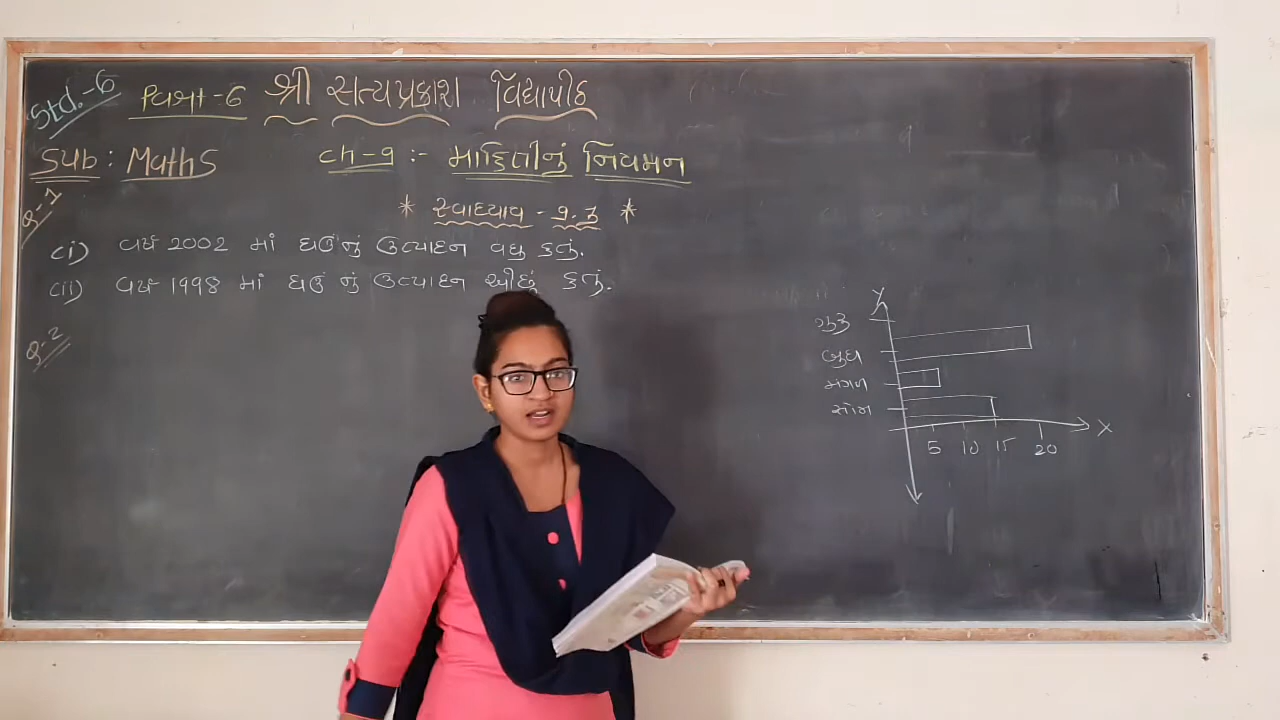 Std.-6 વિભા-6 શ્રી સત્યપ્રકાશ વિદ્યાપીઠ
Sub : Maths ch-9 :- માહિતીનું નિયમન
* સ્વાધ્યાય - 9.3 *
Q-1
(i) વર્ષ 2002 માં ઘઉંનું ઉત્પાદન વધુ હતું.
(ii) વર્ષ 1998 માં ઘઉં નું ઉત્પાદન ઓછું હતું.
Q-2
Y
ગુરુ
બુધ
મંગળ
સોમ
X
5 10 15 20